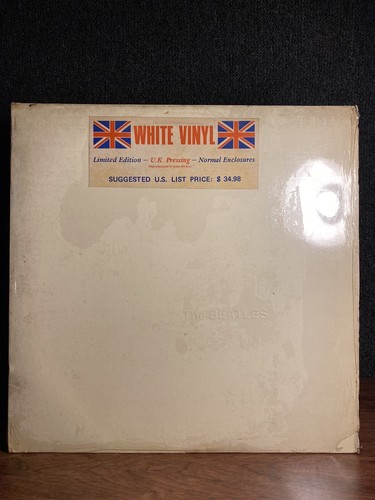 WHITE VINYL
Limited Edition — U.K. Pressing — Normal Enclosures
SUGGESTED U.S. LIST PRICE: $ 34.98
The BEATLES